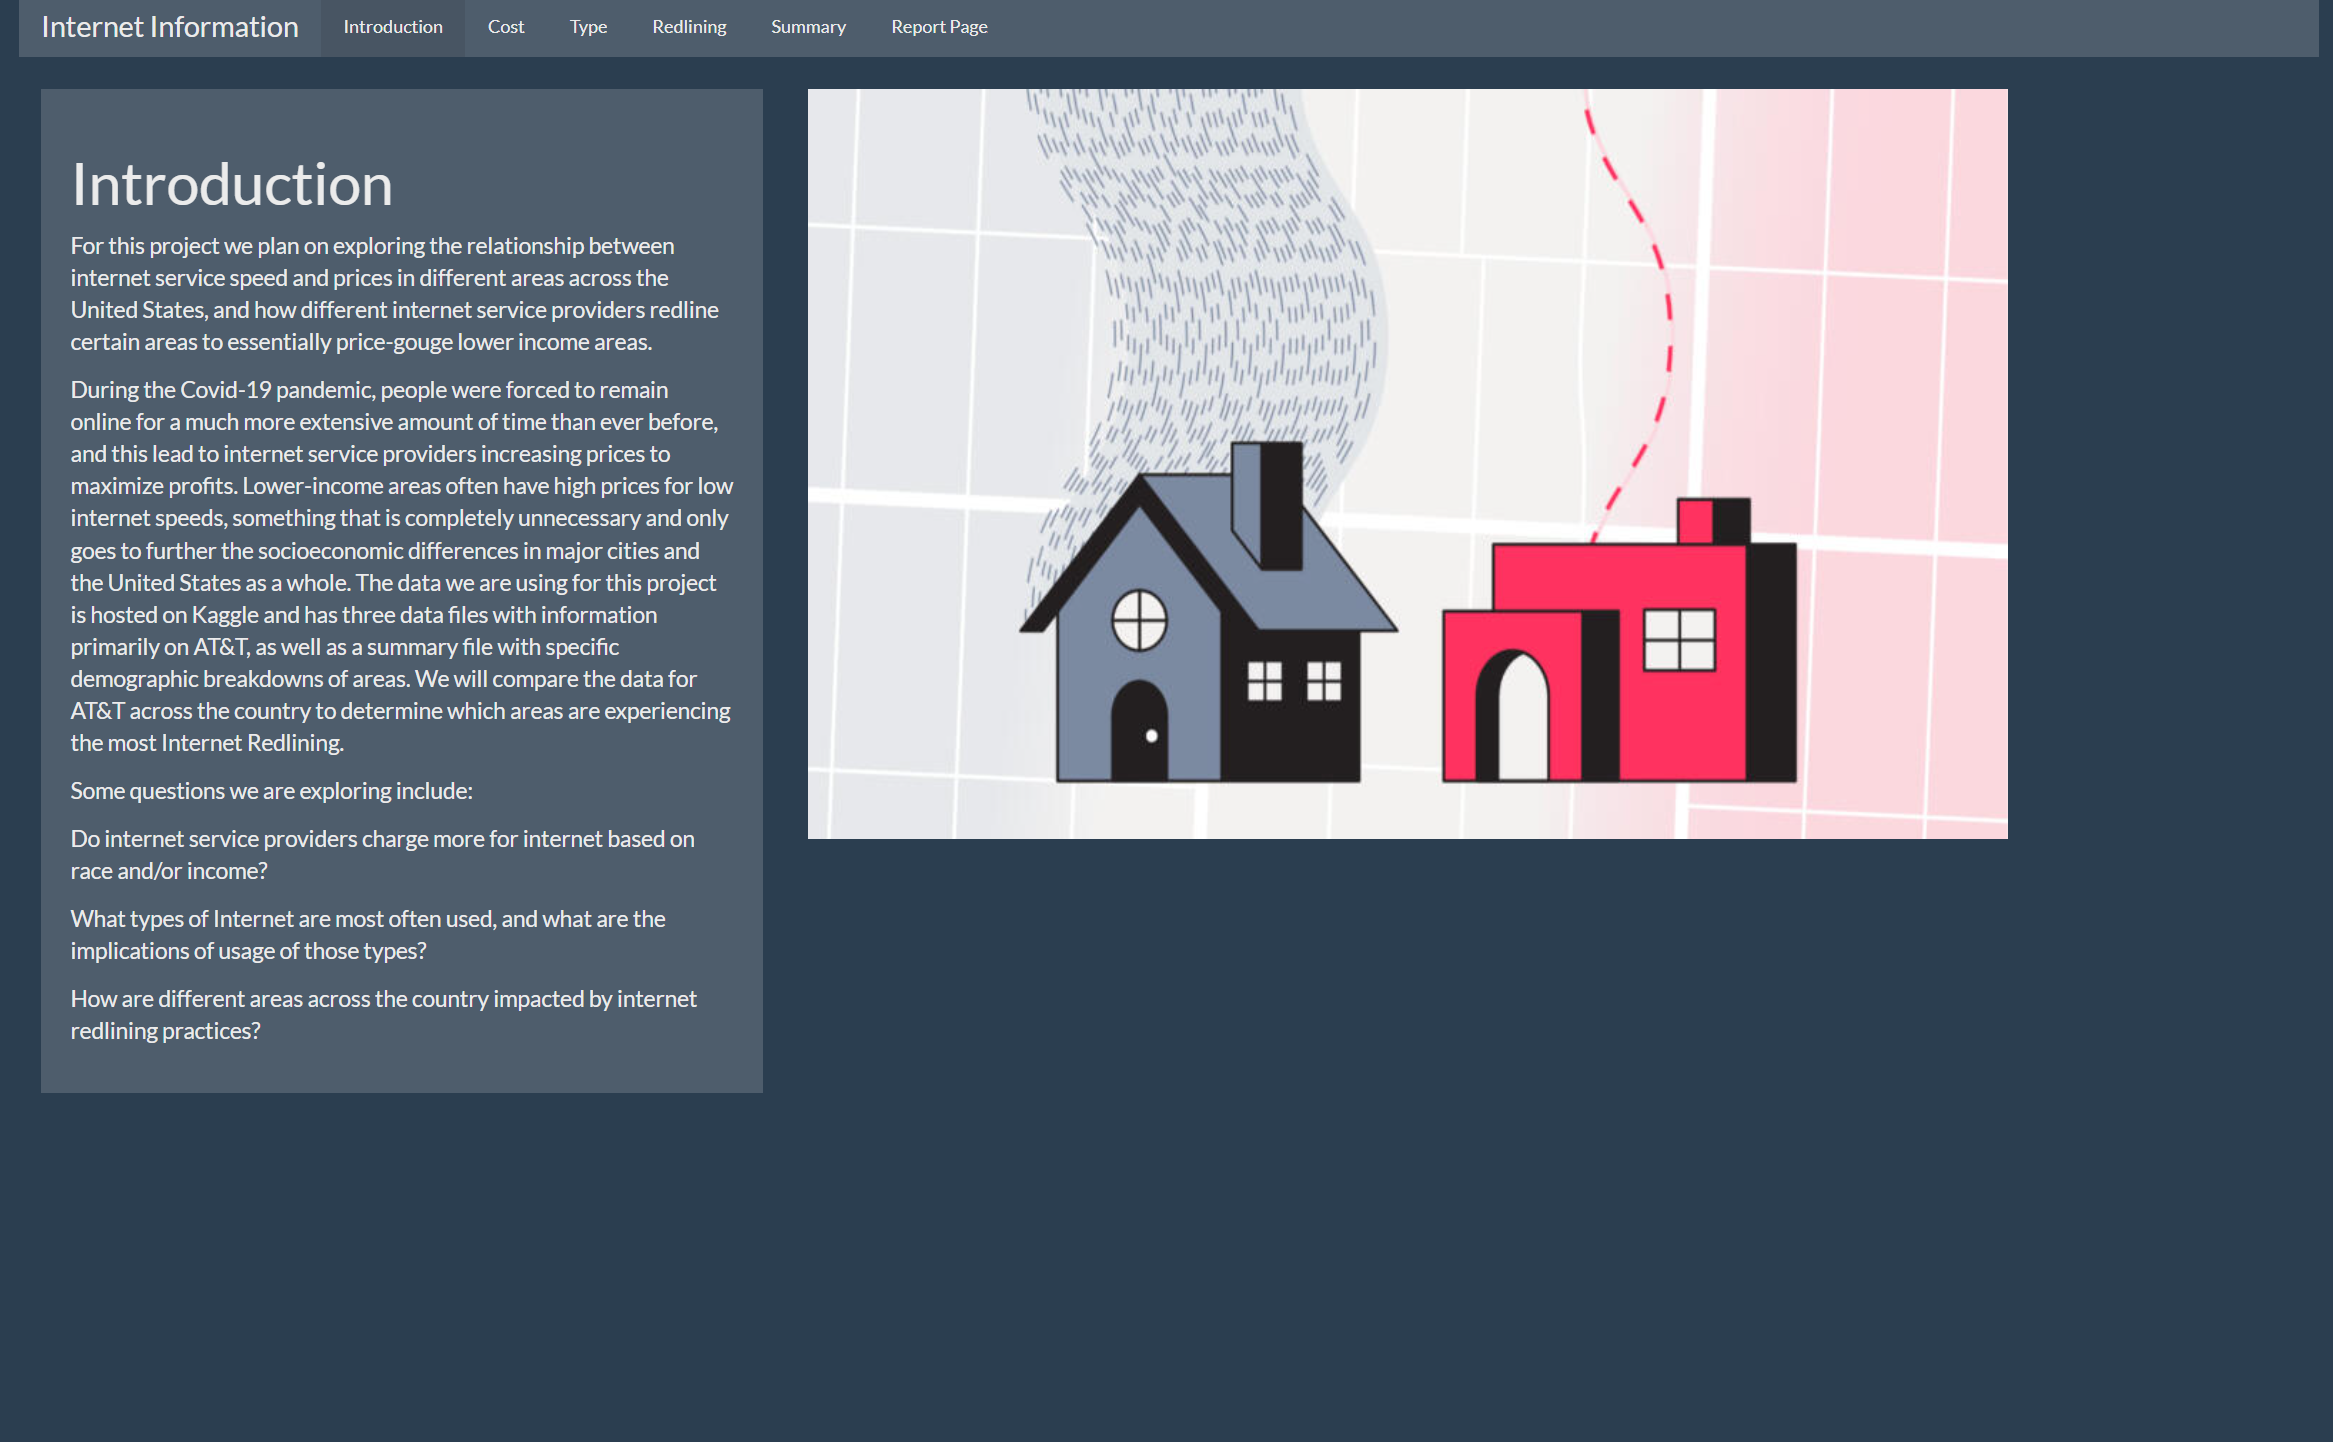 Internet Information Introduction Cost Type Redlining Summary Report Page
Introduction
For this project we plan on exploring the relationship between
internet service speed and prices in different areas across the
United States, and how different internet service providers redline
certain areas to essentially price-gouge lower income areas.
During the Covid-19 pandemic, people were forced to remain
online for a much more extensive amount of time than ever before,
and this lead to internet service providers increasing prices to
maximize profits. Lower-income areas often have high prices for low
internet speeds, something that is completely unnecessary and only
goes to further the socioeconomic differences in major cities and
the United States as a whole. The data we are using for this project
is hosted on Kaggle and has three data files with information
primarily on AT&T, as well as a summary file with specific
demographic breakdowns of areas. We will compare the data for
AT&T across the country to determine which areas are experiencing
the most Internet Redlining.
Some questions we are exploring include:
Do internet service providers charge more for internet based on
race and/or income?
What types of Internet are most often used, and what are the
implications of usage of those types?
How are different areas across the country impacted by internet
redlining practices?